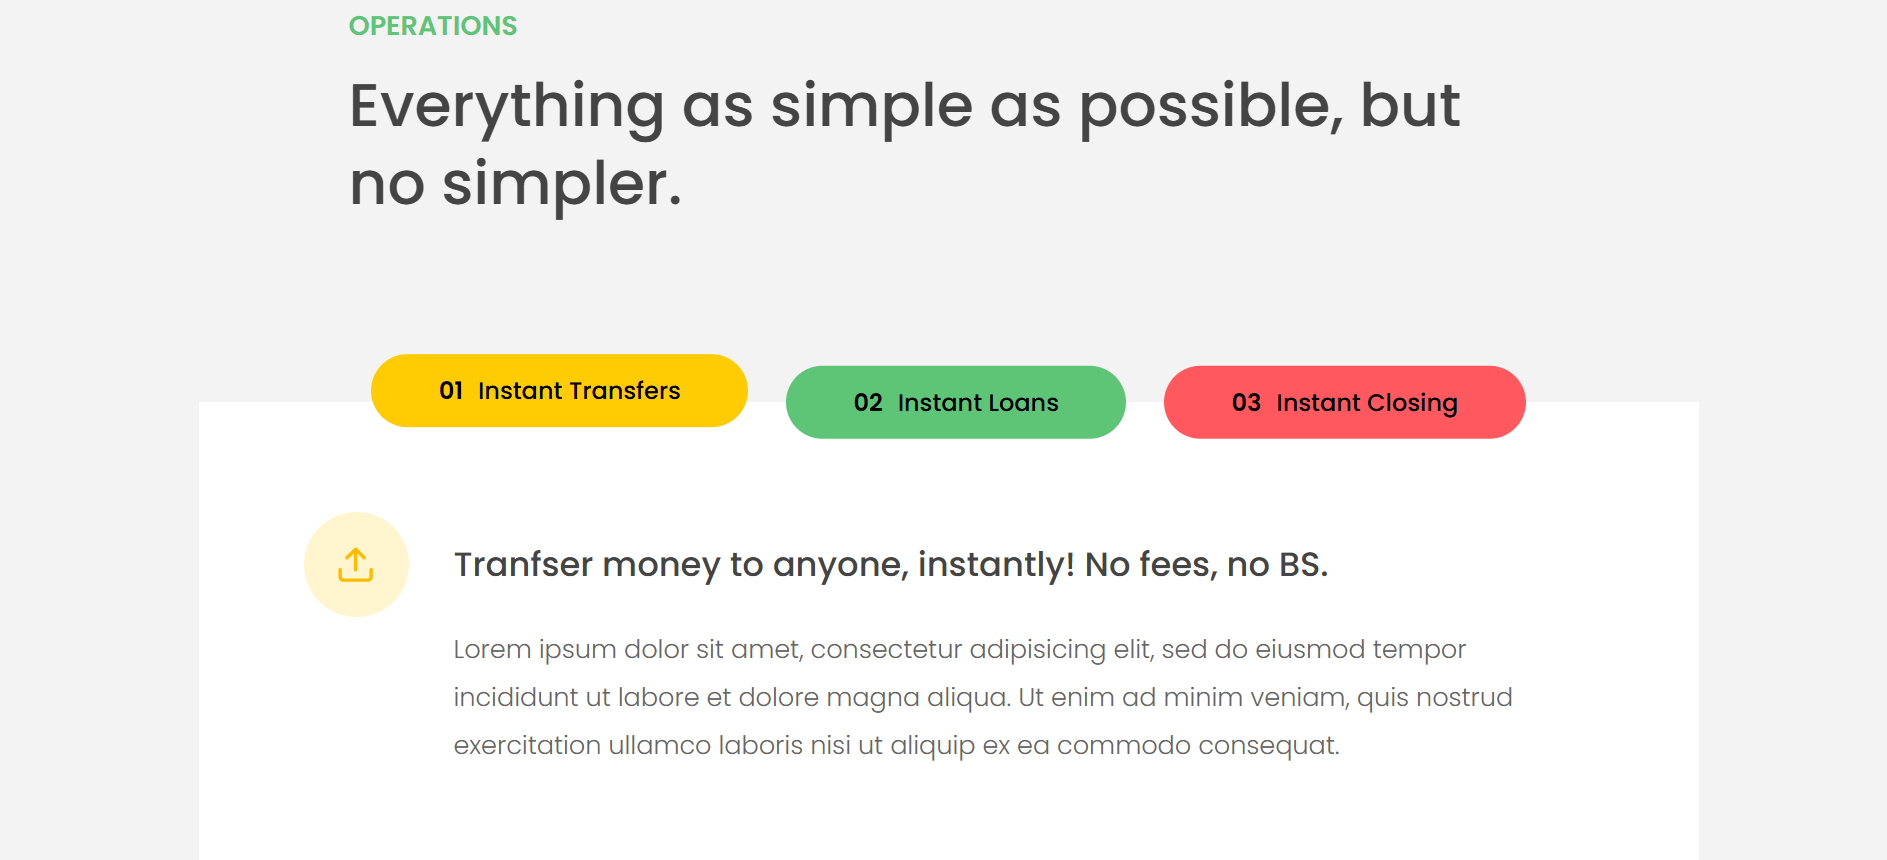 OPERATIONS
Everything as simple as possible, but
no simpler.
01 Instant Transfers
02 Instant Loans
03 Instant Closing
Tranfser money to anyone, instantly! No fees, no BS.
Lorem ipsum dolor sit amet, consectetur adipisicing elit, sed do eiusmod tempor
incididunt ut labore et dolore magna aliqua. Ut enim ad minim veniam, quis nostrud
exercitation ullamco laboris nisi ut aliquip ex ea commodo consequat.